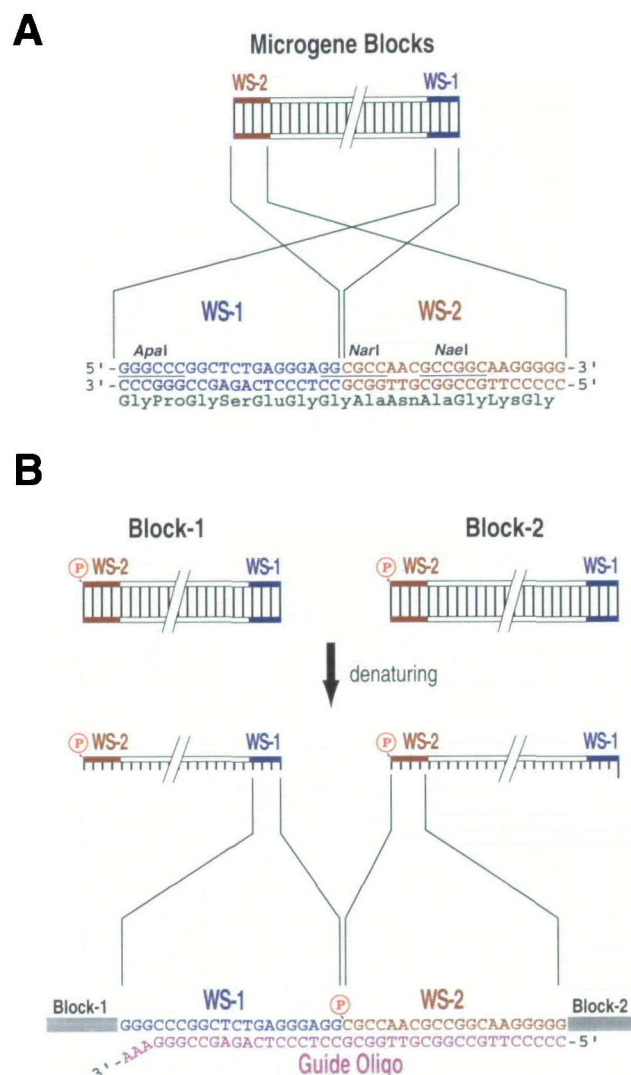 A
Microgene Blocks
WS-2 WS-1
WS-1 WS-2
ApaI NarI NaeI
5'-GGGCCCGGCTCTGAGGGAGGCGCCAACGCCGGCAAGGGGG-3'
3'-CCCGGGCCGAGACTCCCTCCGCGGTTGCGGCCGTTCCCCC-5'
GlyProGlySerGluGlyGlyAlaAsnAlaGlyLysGly
B
Block-1 Block-2
P WS-2 WS-1 P WS-2 WS-1
denaturing
P WS-2 WS-1 P WS-2 WS-1
WS-1 P WS-2
Block-1 GGGCCCGGCTCTGAGGGAGGCGCCAACGCCGGCAAGGGGG Block-2
3'-AAAGGGCCGAGACTCCCTCCGCGGTTGCGGCCGTTCCCCC-5'
Guide Oligo